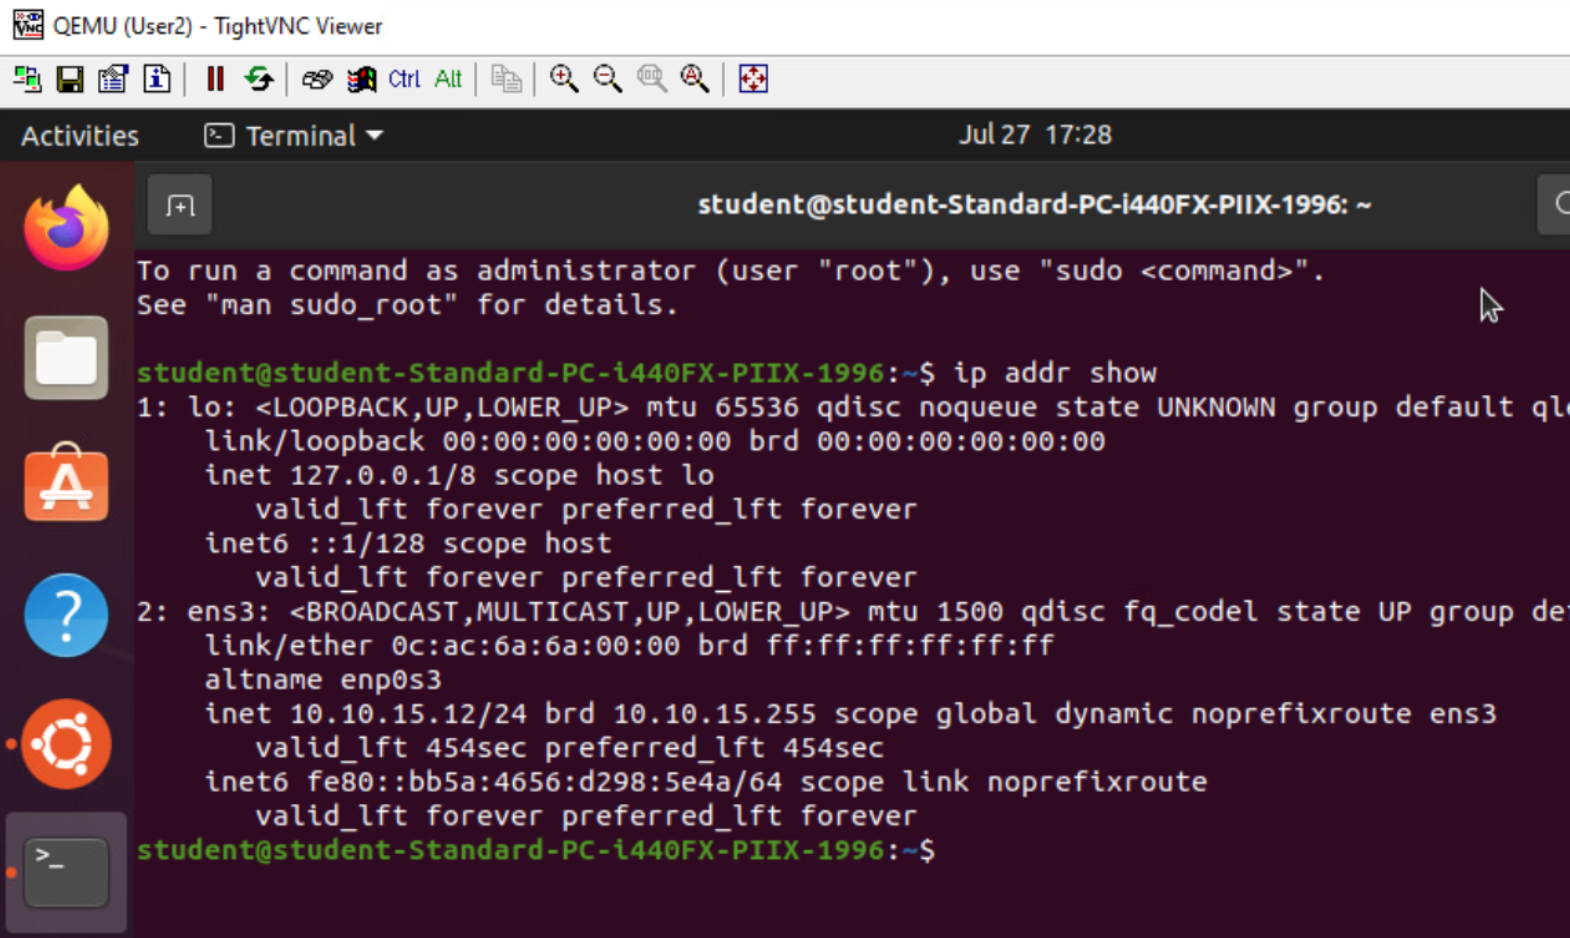 QEMU (User2) - TightVNC Viewer
Ctrl Alt
Activities Terminal Jul 27 17:28
student@student-Standard-PC-i440FX-PIIX-1996: ~
To run a command as administrator (user "root"), use "sudo <command>".
See "man sudo_root" for details.
student@student-Standard-PC-i440FX-PIIX-1996:~$ ip addr show
1: lo: <LOOPBACK,UP,LOWER_UP> mtu 65536 qdisc noqueue state UNKNOWN group default
link/loopback 00:00:00:00:00:00 brd 00:00:00:00:00:00
inet 127.0.0.1/8 scope host lo
valid_lft forever preferred_lft forever
inet6 ::1/128 scope host
valid_lft forever preferred_lft forever
2: ens3: <BROADCAST,MULTICAST,UP,LOWER_UP> mtu 1500 qdisc fq_codel state UP group
link/ether 0c:ac:6a:6a:00:00 brd ff:ff:ff:ff:ff:ff
altname enp0s3
inet 10.10.15.12/24 brd 10.10.15.255 scope global dynamic noprefixroute ens3
valid_lft 454sec preferred_lft 454sec
inet6 fe80::bb5a:4656:d298:5e4a/64 scope link noprefixroute
valid_lft forever preferred_lft forever
student@student-Standard-PC-i440FX-PIIX-1996:~$